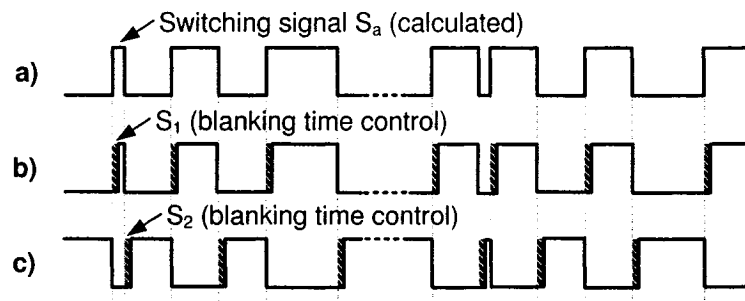 Switching signal Sₐ (calculated)
a)
S₁ (blanking time control)
b)
S₂ (blanking time control)
c)